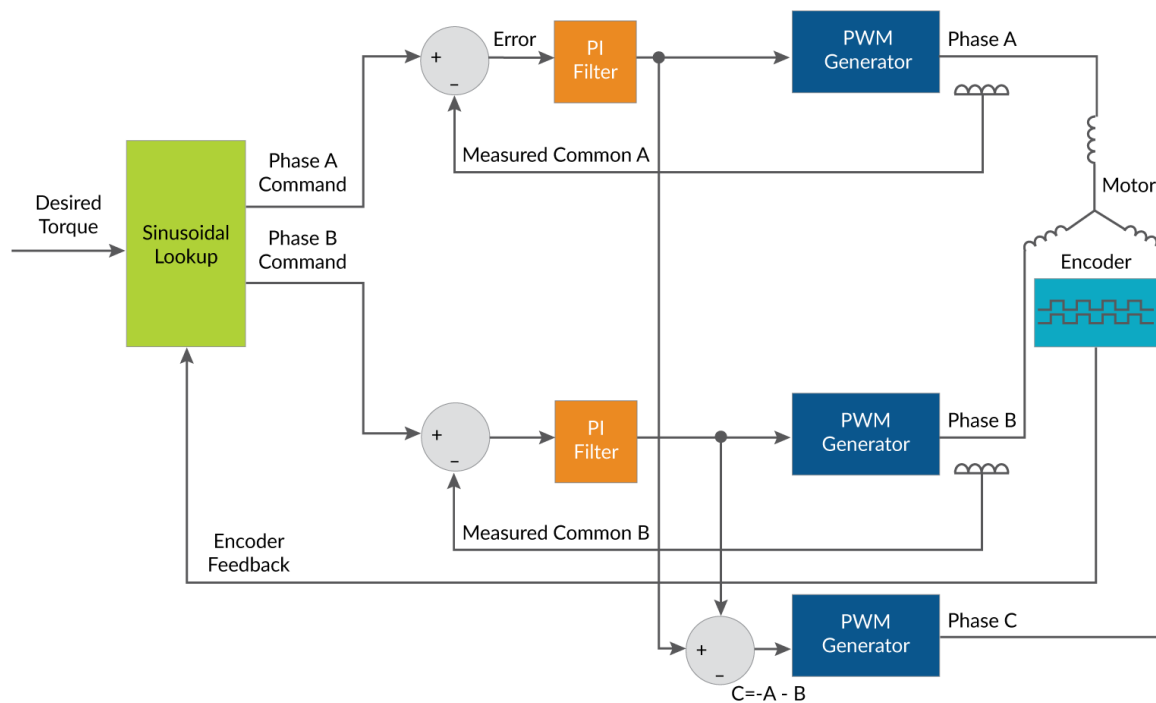 Error
PI
Filter
PWM
Generator
Phase A
+
–
Measured Common A
Phase A
Command
Motor
Desired
Torque
Sinusoidal
Lookup
Phase B
Command
Encoder
PI
Filter
PWM
Generator
Phase B
+
–
Measured Common B
Encoder
Feedback
PWM
Generator
Phase C
+
–
C=-A - B